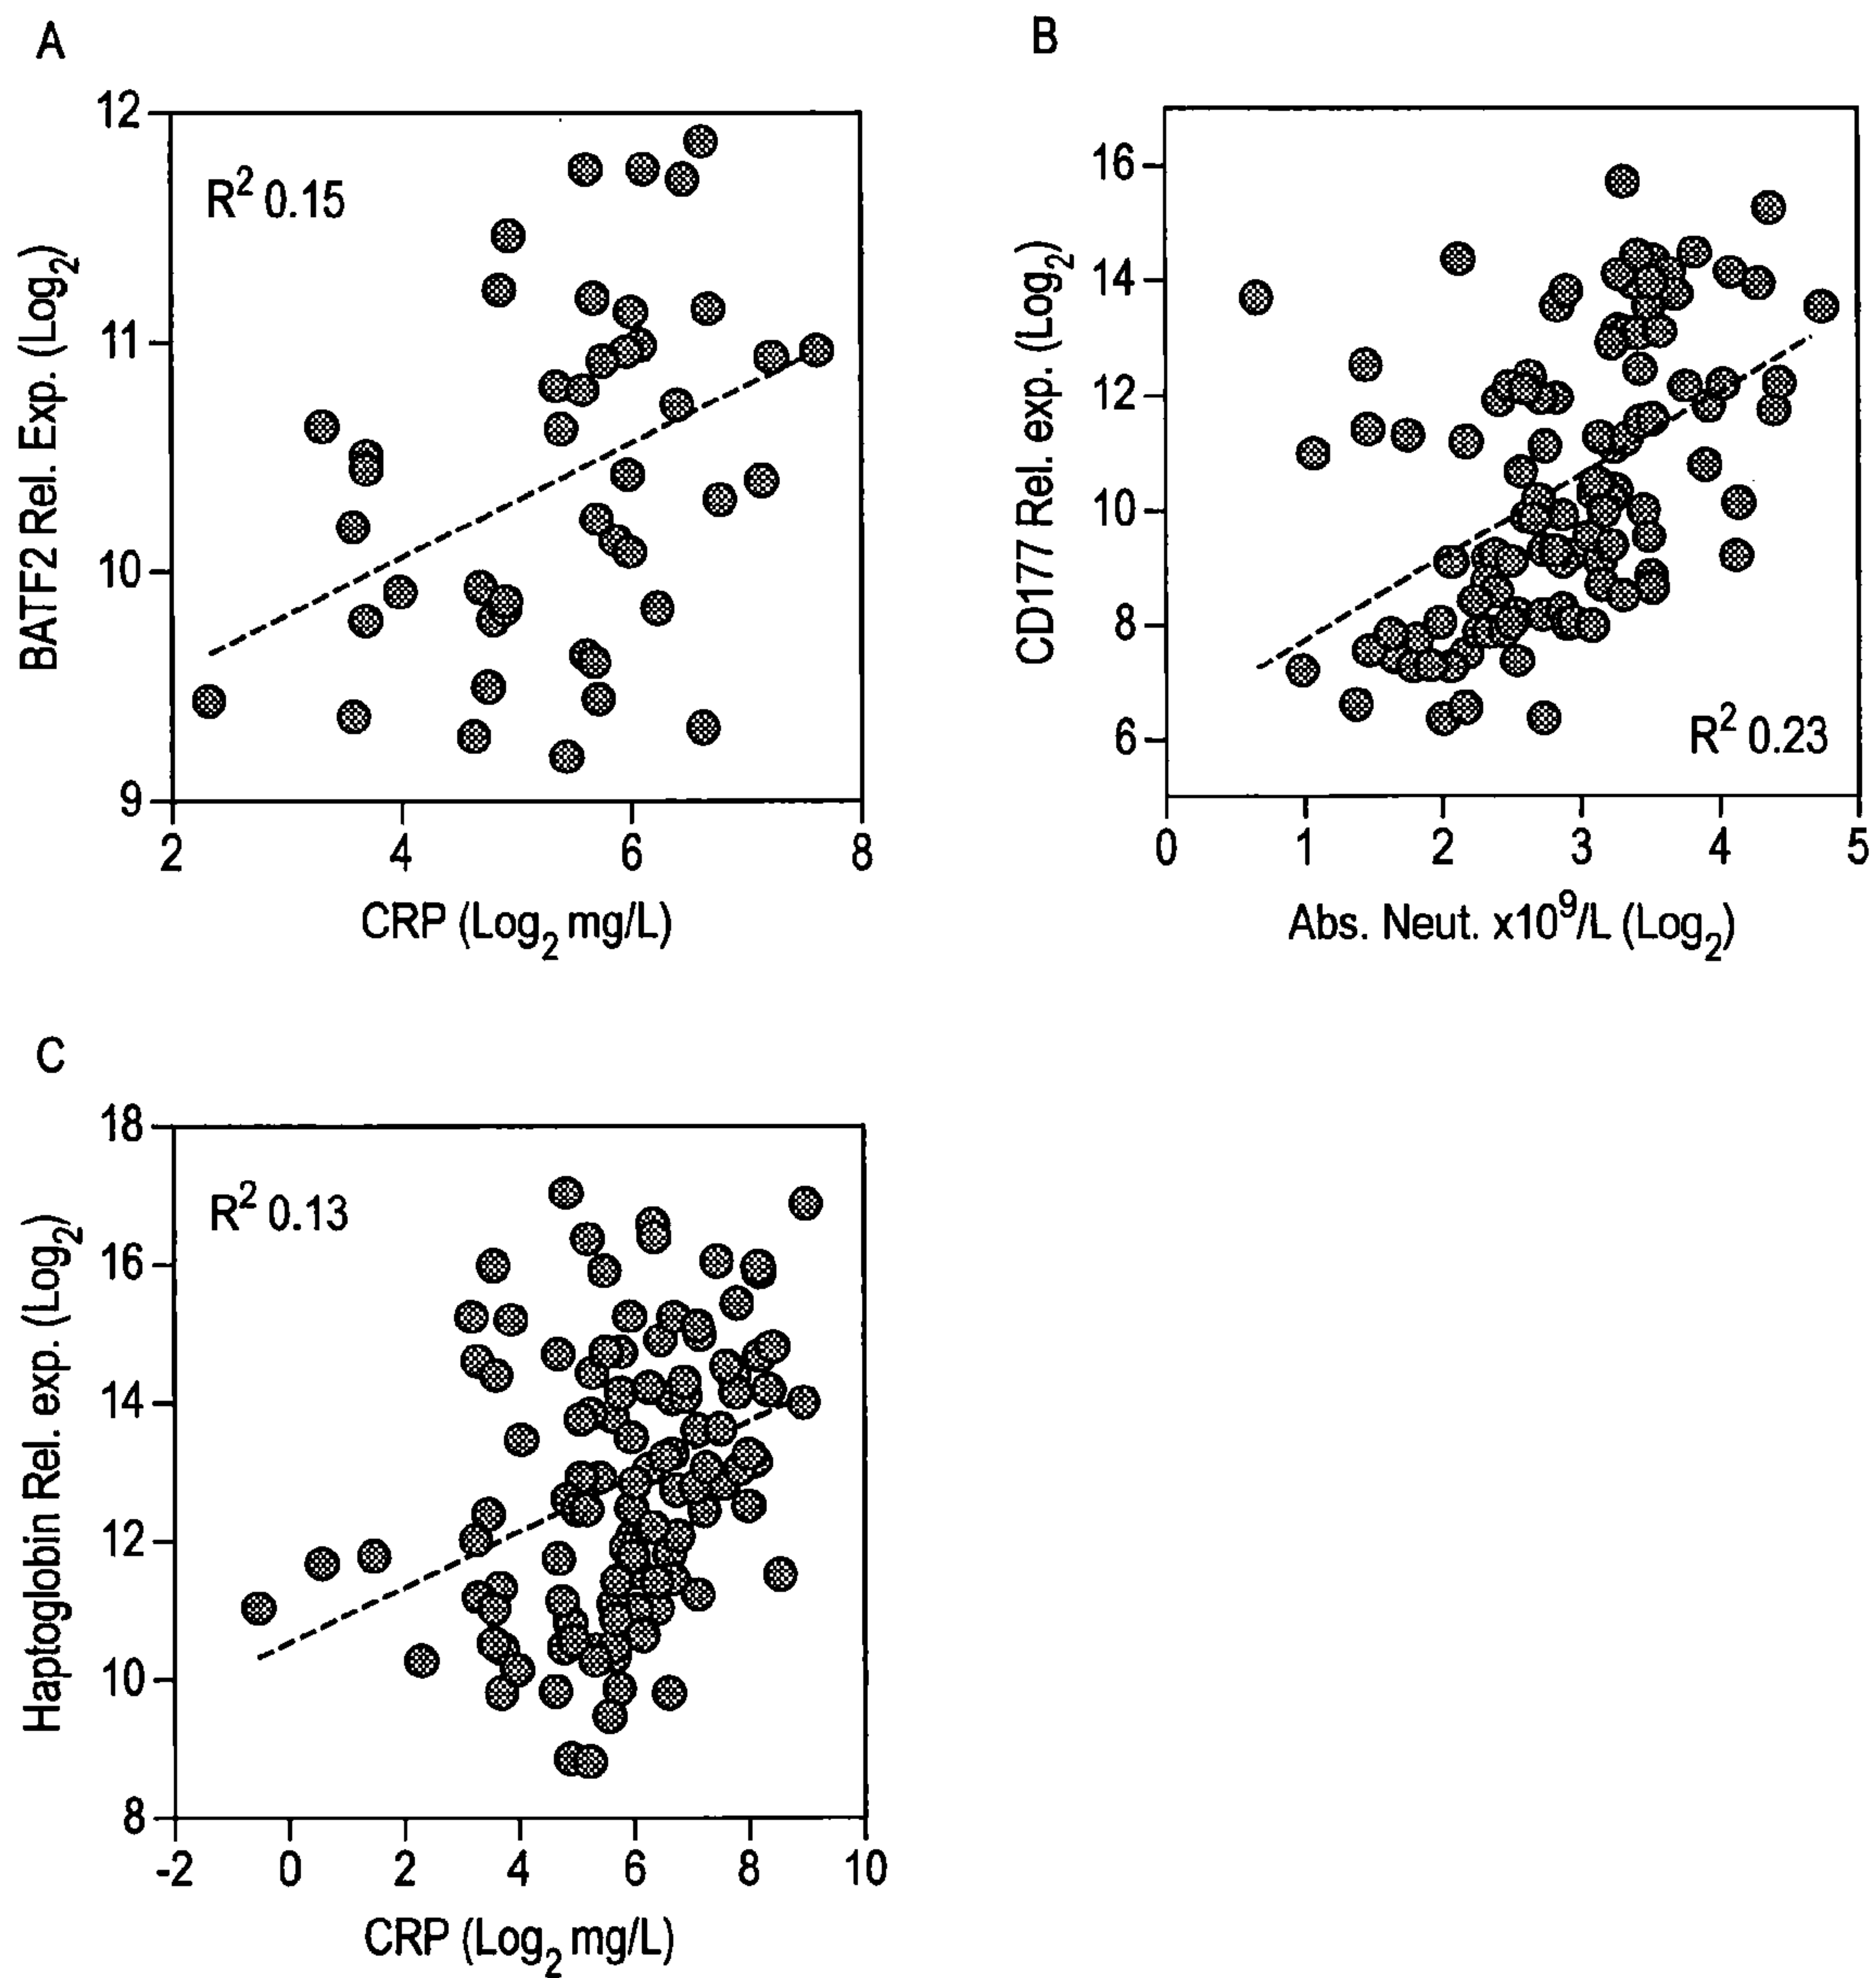 A
12
11
10
9
BATF2 Rel. Exp. (Log2)
R2 0.15
2 4 6 8
CRP (Log2 mg/L)
B
16
14
12
10
8
6
CD177 Rel. exp. (Log2)
R2 0.23
0 1 2 3 4 5
Abs. Neut. x10^9/L (Log2)
C
18
16
14
12
10
8
Haptoglobin Rel. exp. (Log2)
R2 0.13
-2 0 2 4 6 8 10
CRP (Log2 mg/L)